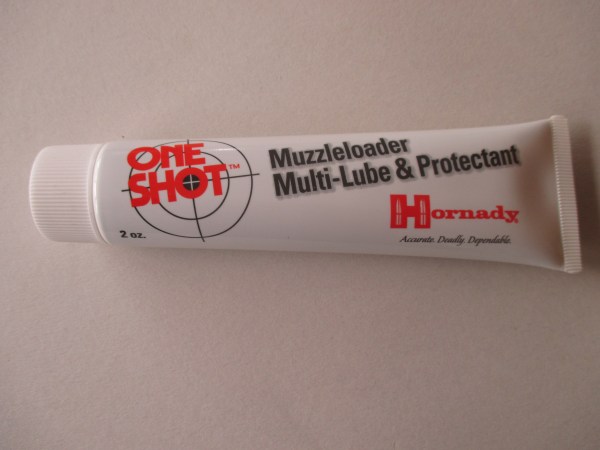 ONE
SHOT™
2 oz.
Muzzleloader
Multi-Lube & Protectant
Hornady
Accurate. Deadly. Dependable.